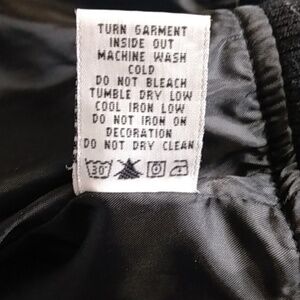 TURN GARMENT
INSIDE OUT
MACHINE WASH
COLD
DO NOT BLEACH
TUMBLE DRY LOW
COOL IRON LOW
DO NOT IRON ON
DECORATION
DO NOT DRY CLEAN
30°